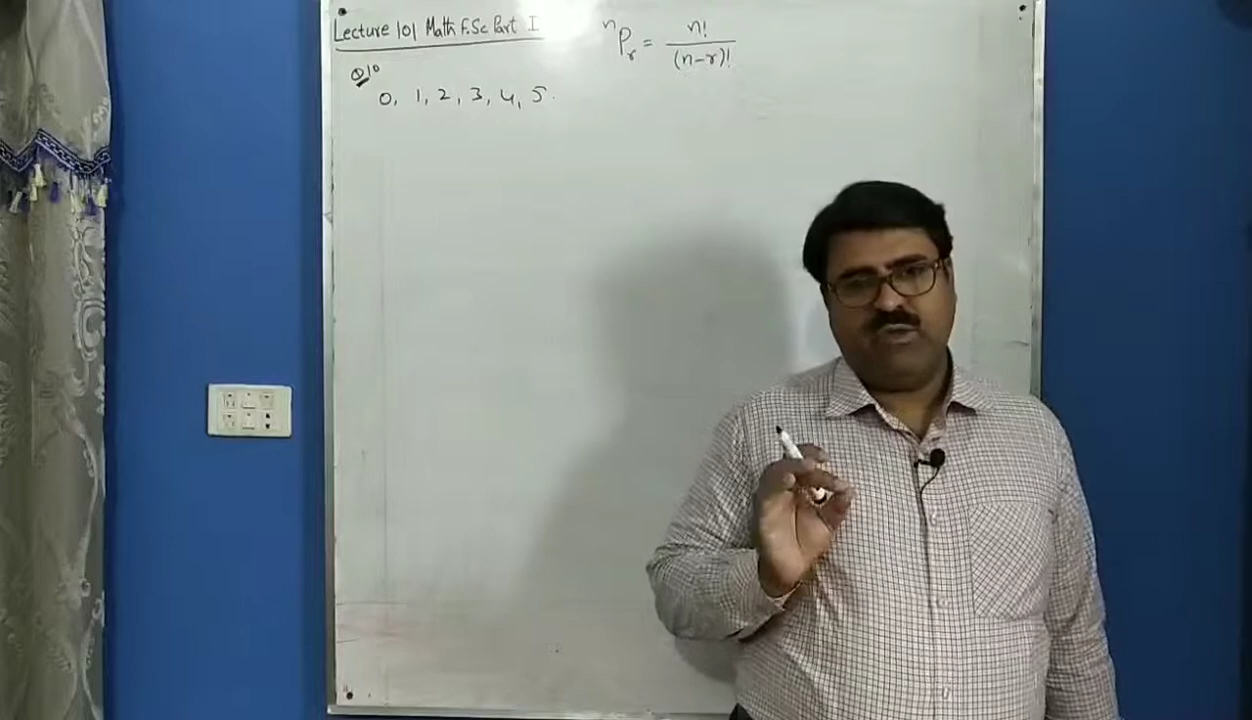 Lecture 101 Math F.Sc Part I
ⁿPᵣ = n! / (n-r)!
Q10
0, 1, 2, 3, 4, 5.